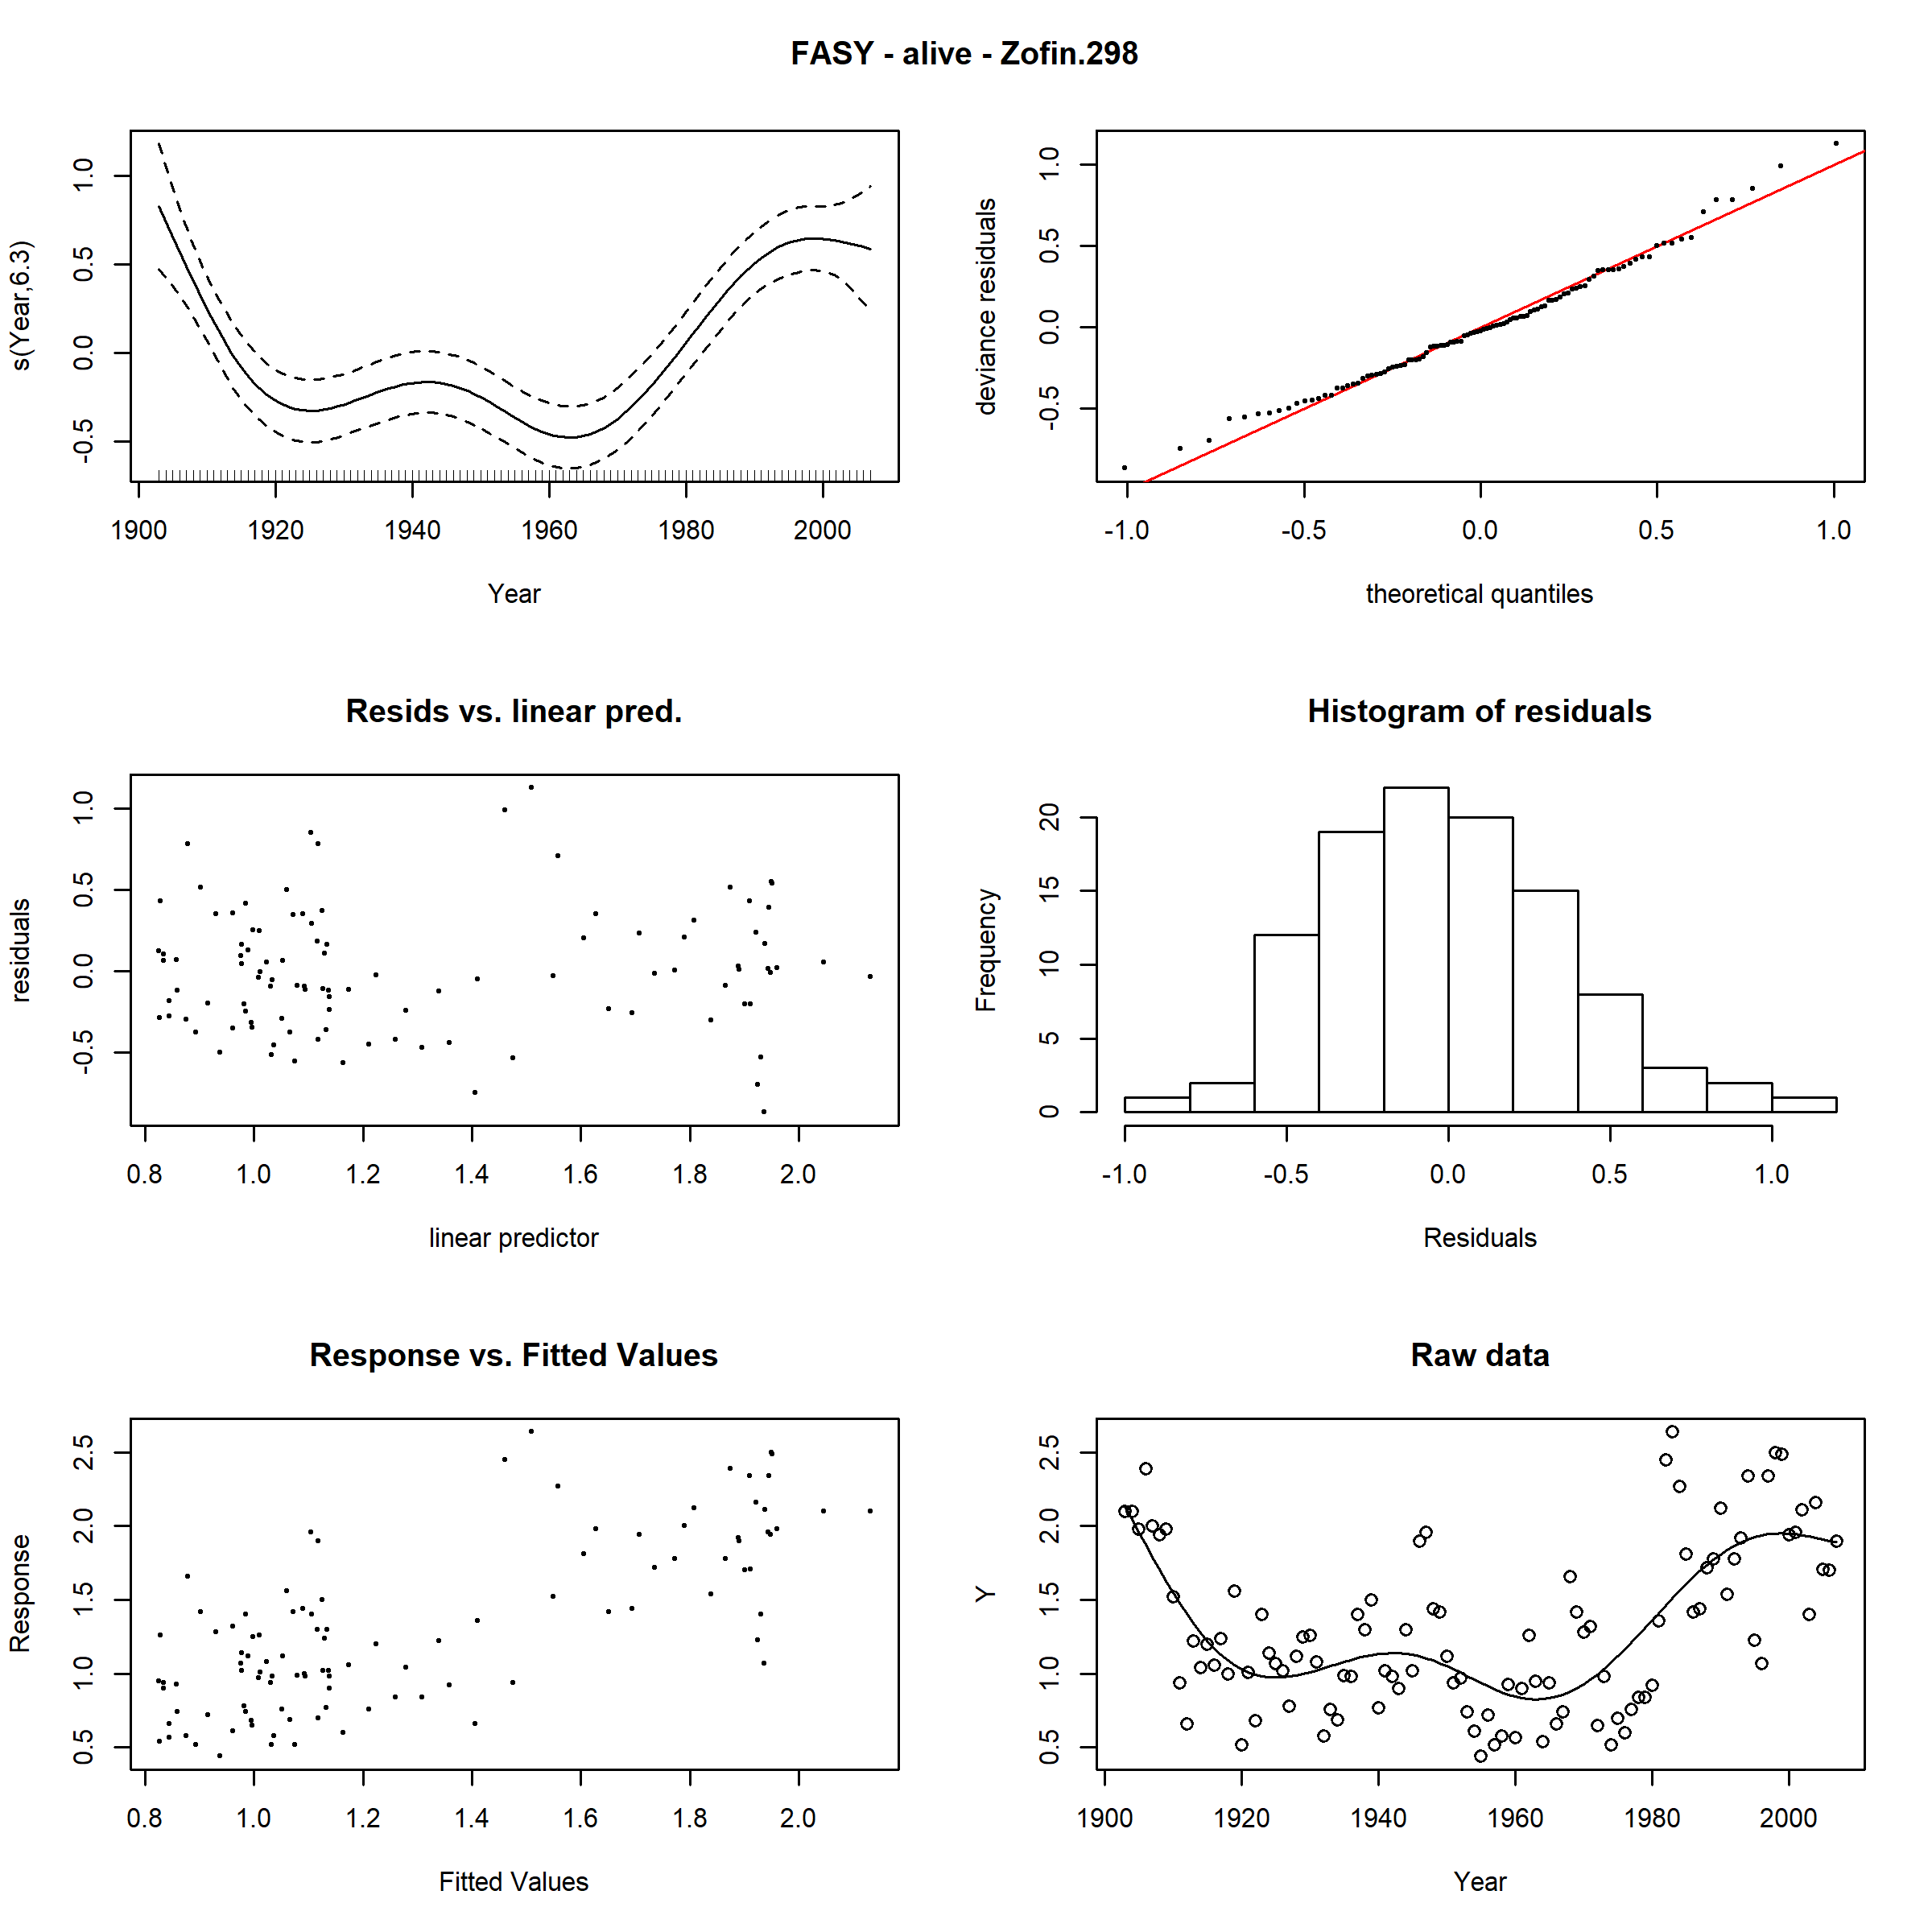 FASY - alive - Zofin.298
s(Year,6.3)
1.0
0.5
0.0
-0.5
1900 1920 1940 1960 1980 2000
Year
deviance residuals
1.0
0.5
0.0
-0.5
-1.0 -0.5 0.0 0.5 1.0
theoretical quantiles
Resids vs. linear pred.
residuals
1.0
0.5
0.0
-0.5
0.8 1.0 1.2 1.4 1.6 1.8 2.0
linear predictor
Histogram of residuals
Frequency
20
15
10
5
0
-1.0 -0.5 0.0 0.5 1.0
Residuals
Response vs. Fitted Values
Response
2.5
2.0
1.5
1.0
0.5
0.8 1.0 1.2 1.4 1.6 1.8 2.0
Fitted Values
Raw data
Y
2.5
2.0
1.5
1.0
0.5
1900 1920 1940 1960 1980 2000
Year